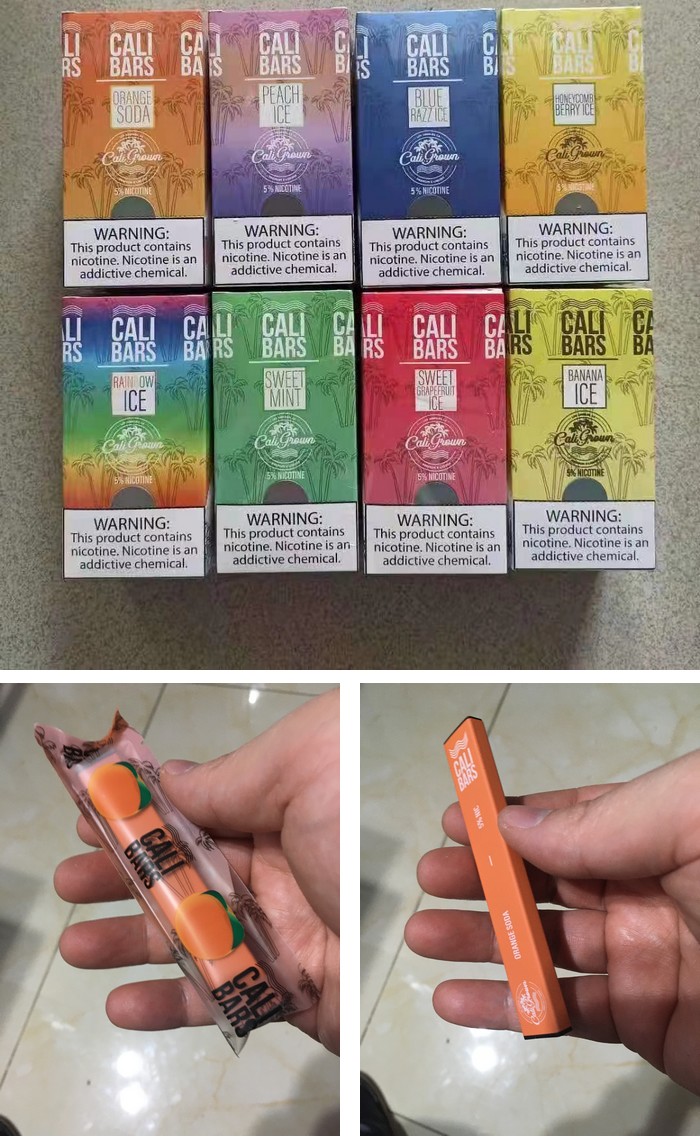 CALI
BARS
ORANGE
SODA
Cali Grown
5% NICOTINE
WARNING:
This product contains
nicotine. Nicotine is an
addictive chemical.
CALI
BARS
PEACH
ICE
Cali Grown
5% NICOTINE
WARNING:
This product contains
nicotine. Nicotine is an
addictive chemical.
CALI
BARS
BLUE
RAZZ ICE
Cali Grown
5% NICOTINE
WARNING:
This product contains
nicotine. Nicotine is an
addictive chemical.
CALI
BARS
HONEYCOMB
BERRY ICE
Cali Grown
5% NICOTINE
WARNING:
This product contains
nicotine. Nicotine is an
addictive chemical.
CALI
BARS
RAINBOW
ICE
Cali Grown
5% NICOTINE
WARNING:
This product contains
nicotine. Nicotine is an
addictive chemical.
CALI
BARS
SWEET
MINT
Cali Grown
5% NICOTINE
WARNING:
This product contains
nicotine. Nicotine is an
addictive chemical.
CALI
BARS
SWEET
GRAPEFRUIT
ICE
Cali Grown
5% NICOTINE
WARNING:
This product contains
nicotine. Nicotine is an
addictive chemical.
CALI
BARS
BANANA
ICE
Cali Grown
5% NICOTINE
WARNING:
This product contains
nicotine. Nicotine is an
addictive chemical.
CALI
BARS
CALI
BARS
CALI
BARS
5% NIC
ORANGE SODA
Cali Grown